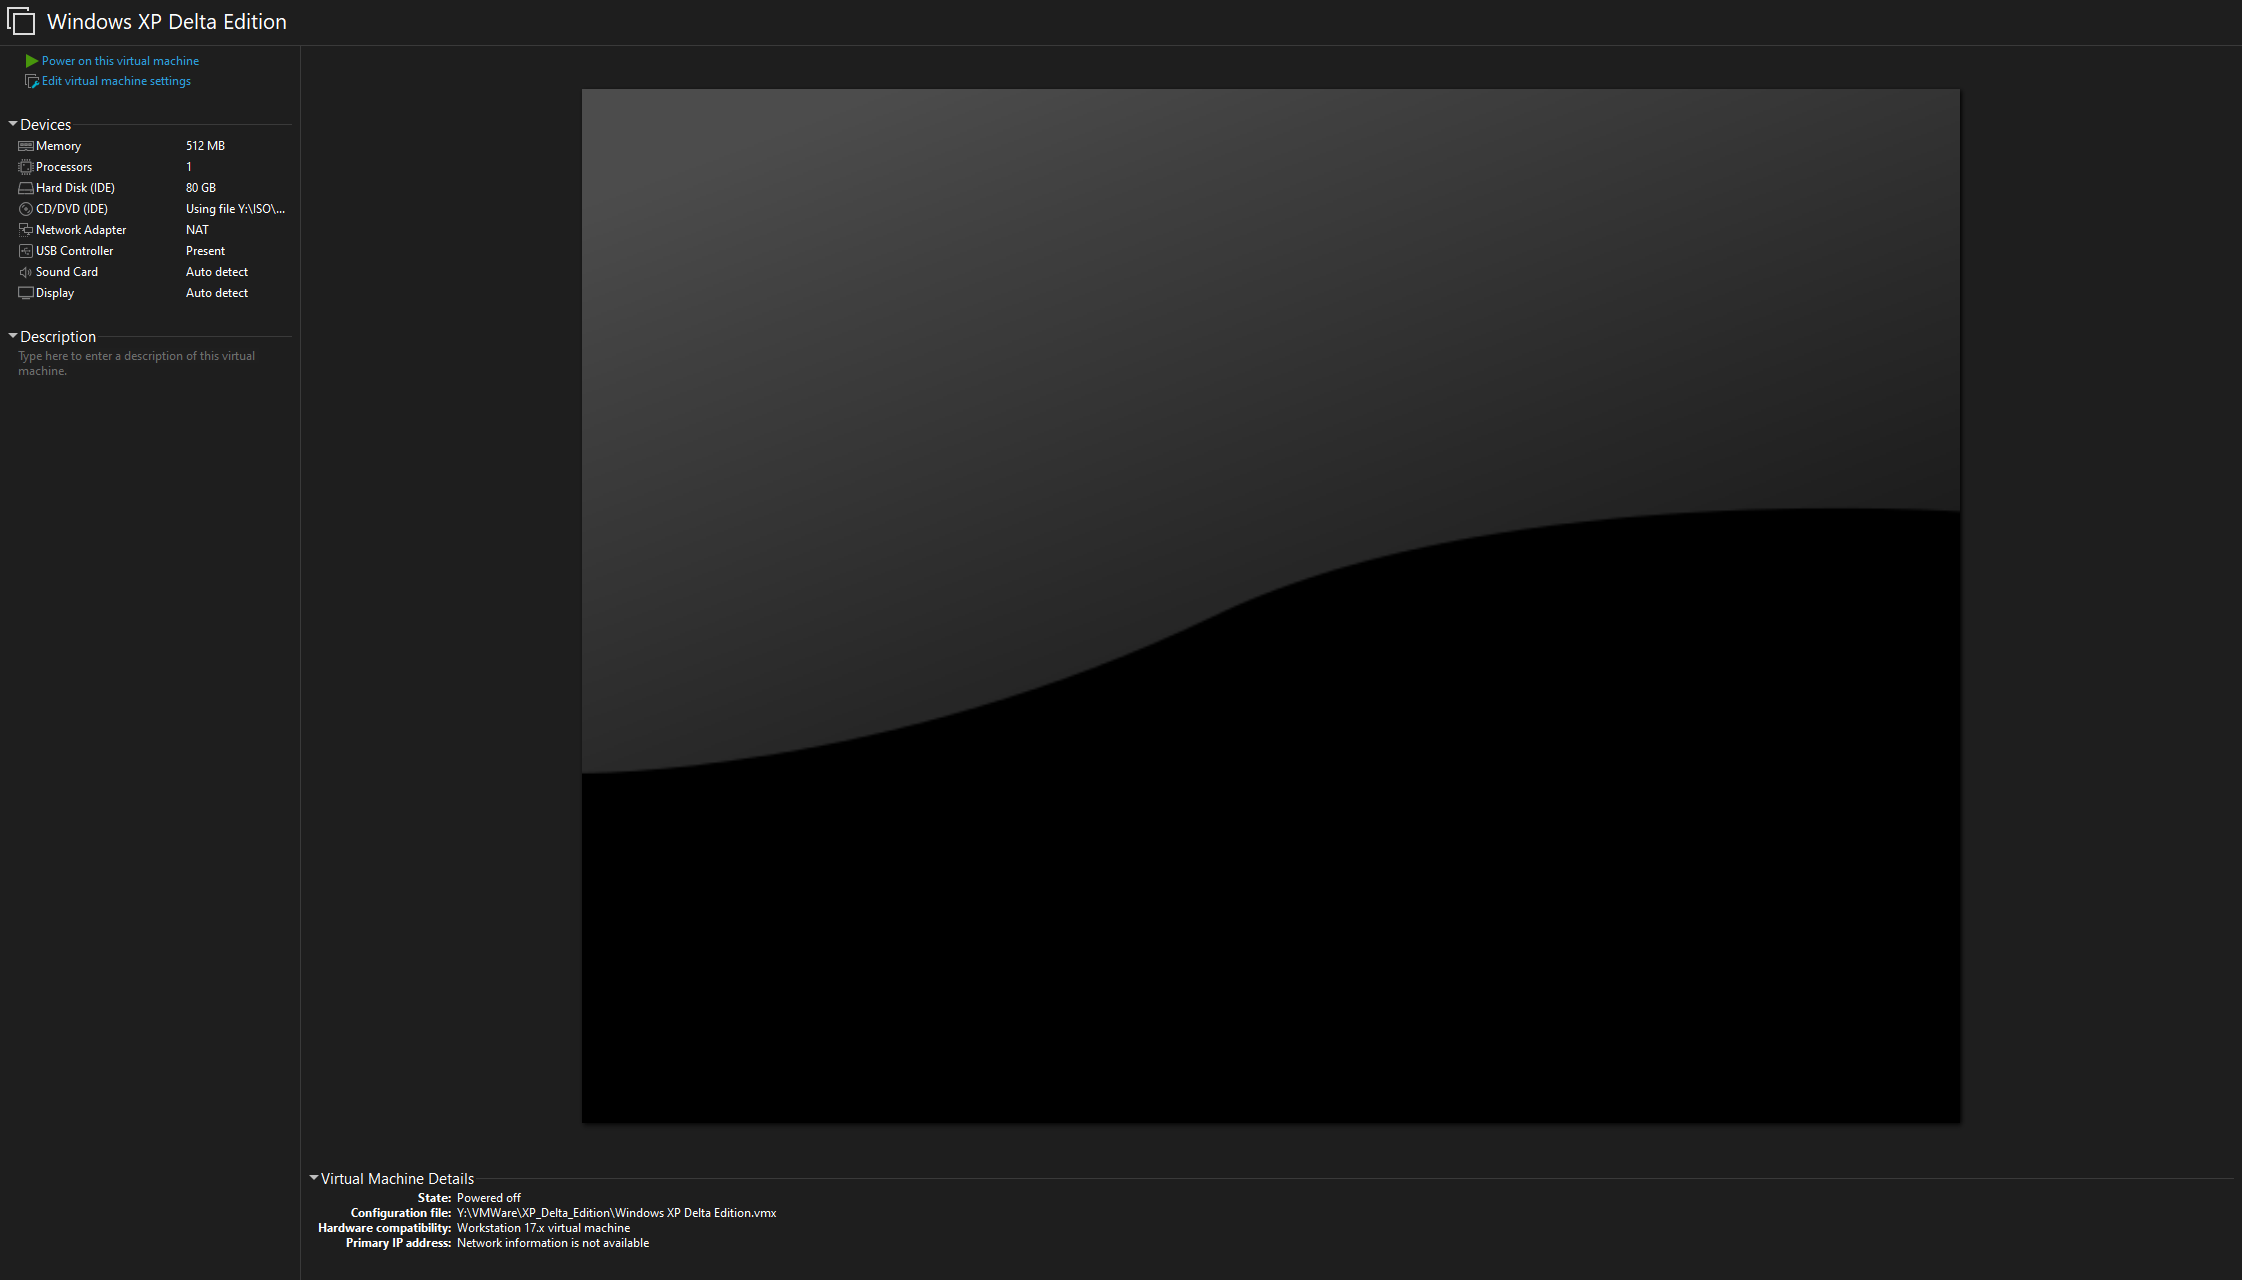 Windows XP Delta Edition
Power on this virtual machine
Edit virtual machine settings
Devices
Memory 512 MB
Processors 1
Hard Disk (IDE) 80 GB
CD/DVD (IDE) Using file Y:\ISO\...
Network Adapter NAT
USB Controller Present
Sound Card Auto detect
Display Auto detect
Description
Type here to enter a description of this virtual
machine.
Virtual Machine Details
State: Powered off
Configuration file: Y:\VMWare\XP_Delta_Edition\Windows XP Delta Edition.vmx
Hardware compatibility: Workstation 17.x virtual machine
Primary IP address: Network information is not available